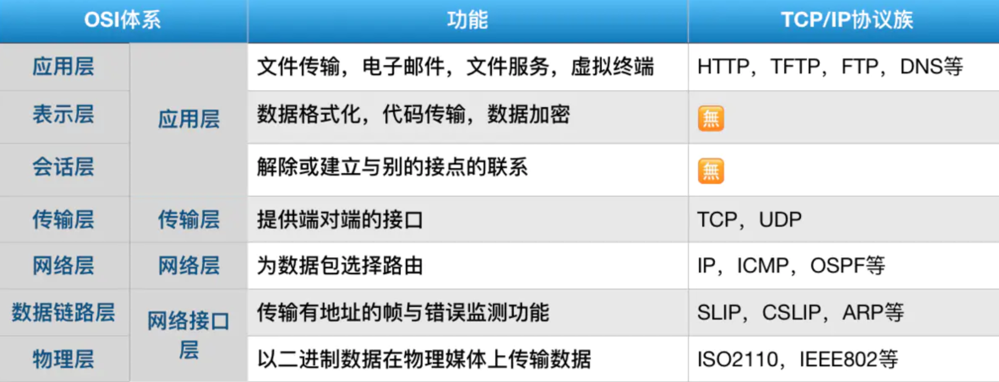 OSI体系 功能 TCP/IP协议族
应用层 文件传输，电子邮件，文件服务，虚拟终端 HTTP，TFTP，FTP，DNS等
表示层 应用层 数据格式化，代码传输，数据加密 無
会话层 解除或建立与别的接点的联系 無
传输层 传输层 提供端对端的接口 TCP，UDP
网络层 网络层 为数据包选择路由 IP，ICMP，OSPF等
数据链路层 网络接口 传输有地址的帧与错误监测功能 SLIP，CSLIP，ARP等
物理层 层 以二进制数据在物理媒体上传输数据 ISO2110，IEEE802等